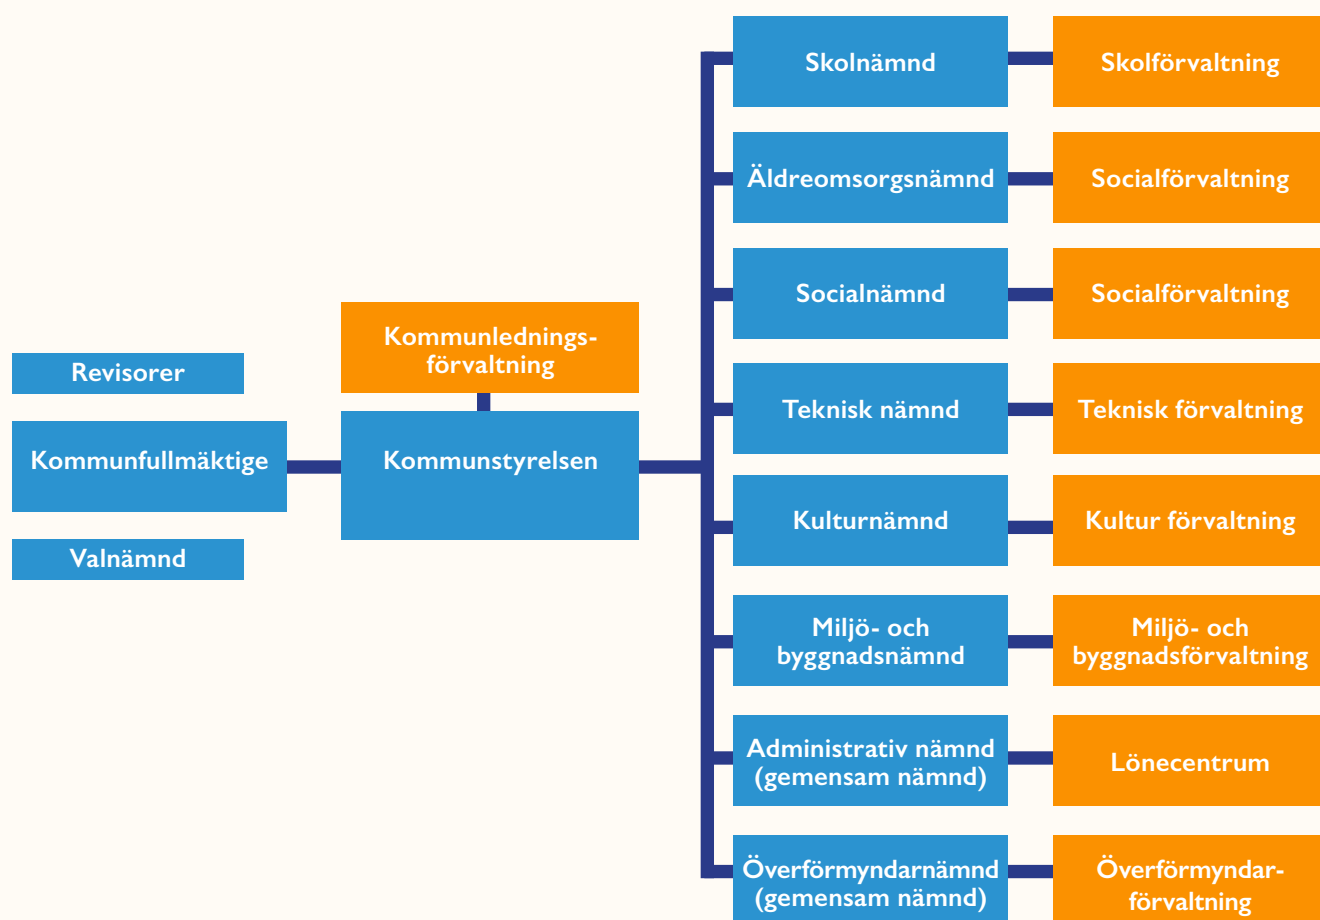 Revisorer
Kommunfullmäktige
Valnämnd
Kommunlednings-
förvaltning
Kommunstyrelsen
Skolnämnd
Skolförvaltning
Äldreomsorgsnämnd
Socialförvaltning
Socialnämnd
Socialförvaltning
Teknisk nämnd
Teknisk förvaltning
Kulturnämnd
Kultur förvaltning
Miljö- och
byggnadsnämnd
Miljö- och
byggnadsförvaltning
Administrativ nämnd
(gemensam nämnd)
Lönecentrum
Överförmyndarnämnd
(gemensam nämnd)
Överförmyndar-
förvaltning